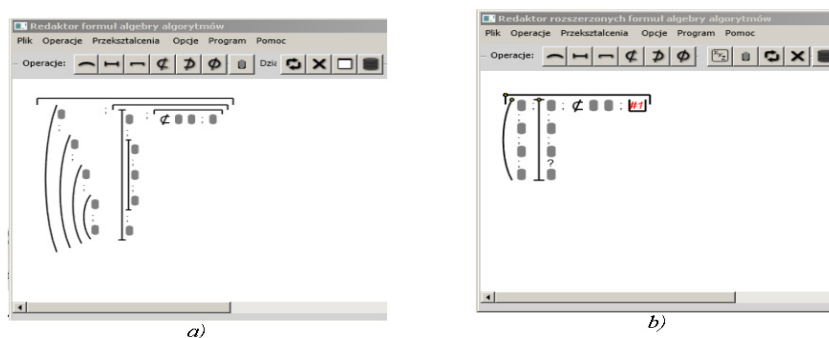 Redaktor formuł algebry algorytmów
Plik Operacje Przekształcenia Opcje Program Pomoc
Operacje:
a)
Redaktor rozszerzonych formuł algebry algorytmów
Plik Operacje Przekształcenia Opcje Program Pomoc
Operacje:
?
#1
b)